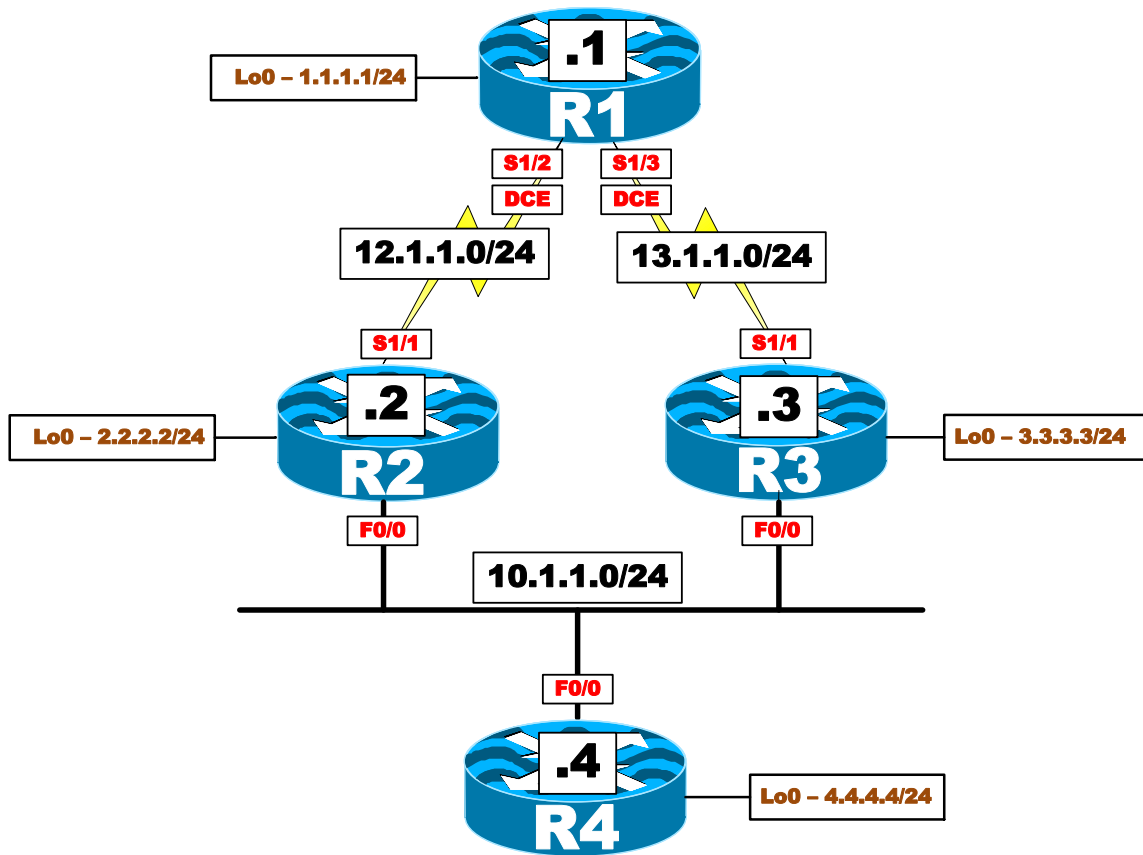 .1
Lo0 – 1.1.1.1/24
R1
S1/2
S1/3
DCE
DCE
12.1.1.0/24
13.1.1.0/24
S1/1
S1/1
.2
.3
Lo0 – 2.2.2.2/24
Lo0 – 3.3.3.3/24
R2
R3
F0/0
F0/0
10.1.1.0/24
F0/0
.4
Lo0 – 4.4.4.4/24
R4